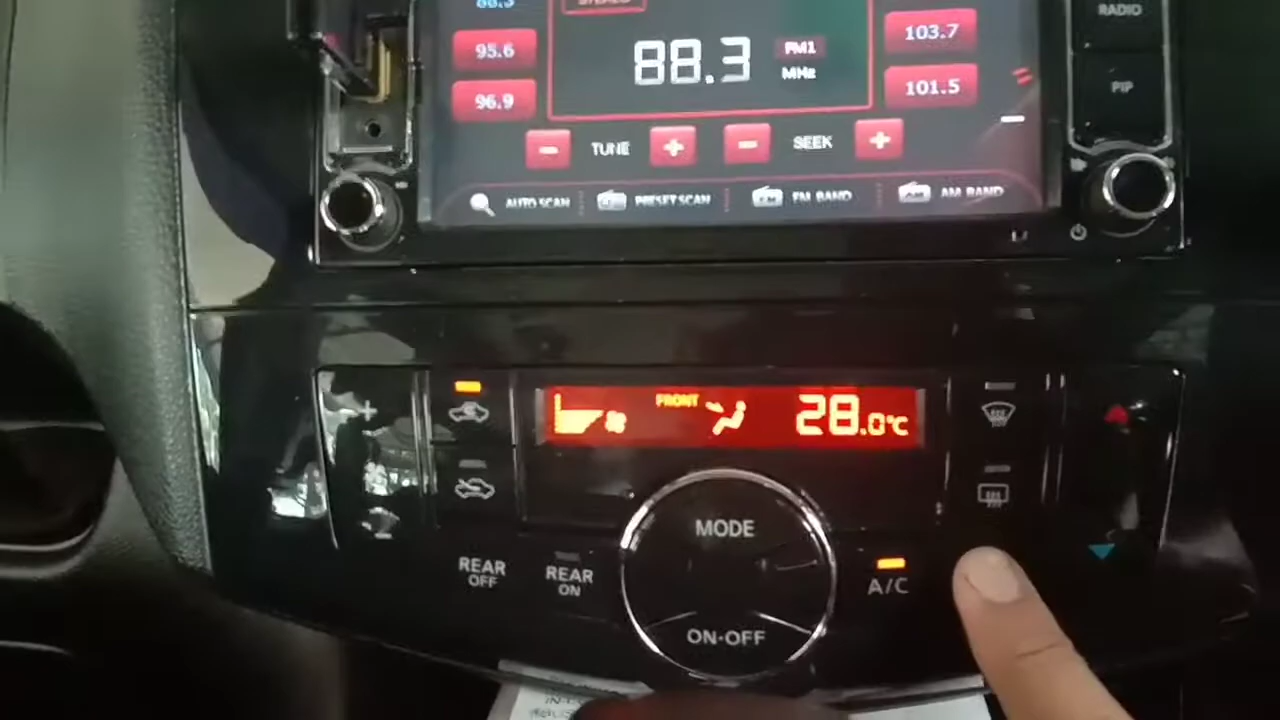 88.3
STEREO
95.6
88.3
FM1
MHz
103.7
96.9
101.5
TUNE
SEEK
AUTO SCAN
PRESET SCAN
FM BAND
AM BAND
RADIO
PIP
FRONT
28.0°C
MODE
REAR
OFF
REAR
ON
A/C
ON·OFF